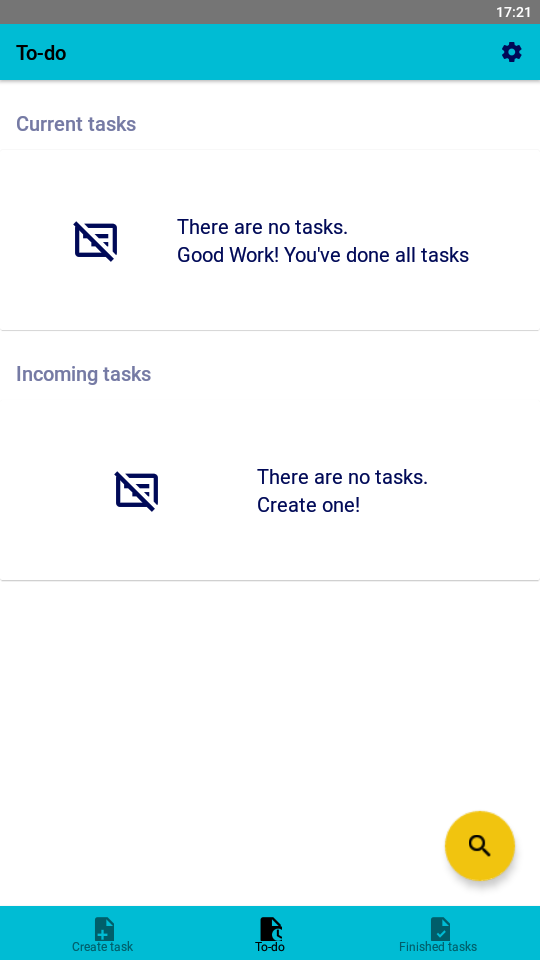 17:21
To-do
Current tasks
There are no tasks.
Good Work! You've done all tasks
Incoming tasks
There are no tasks.
Create one!
Create task
To-do
Finished tasks